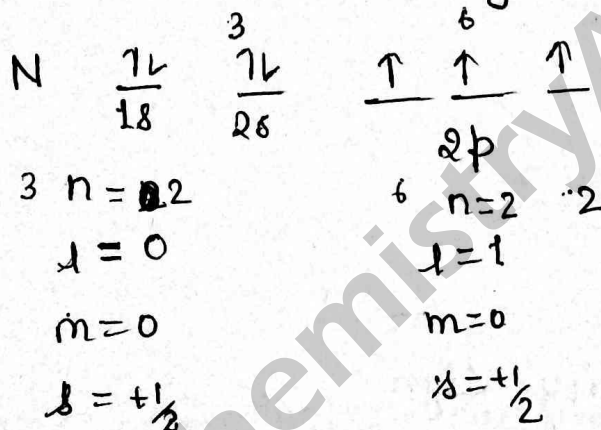 3 6
N ↿⇂ ↿⇂ ↑ ↑ ↑
1s 2s
2p
3 n = 2 6 n=2 2
l = 0 l=1
m=0 m=0
s = +1/2 s=+1/2